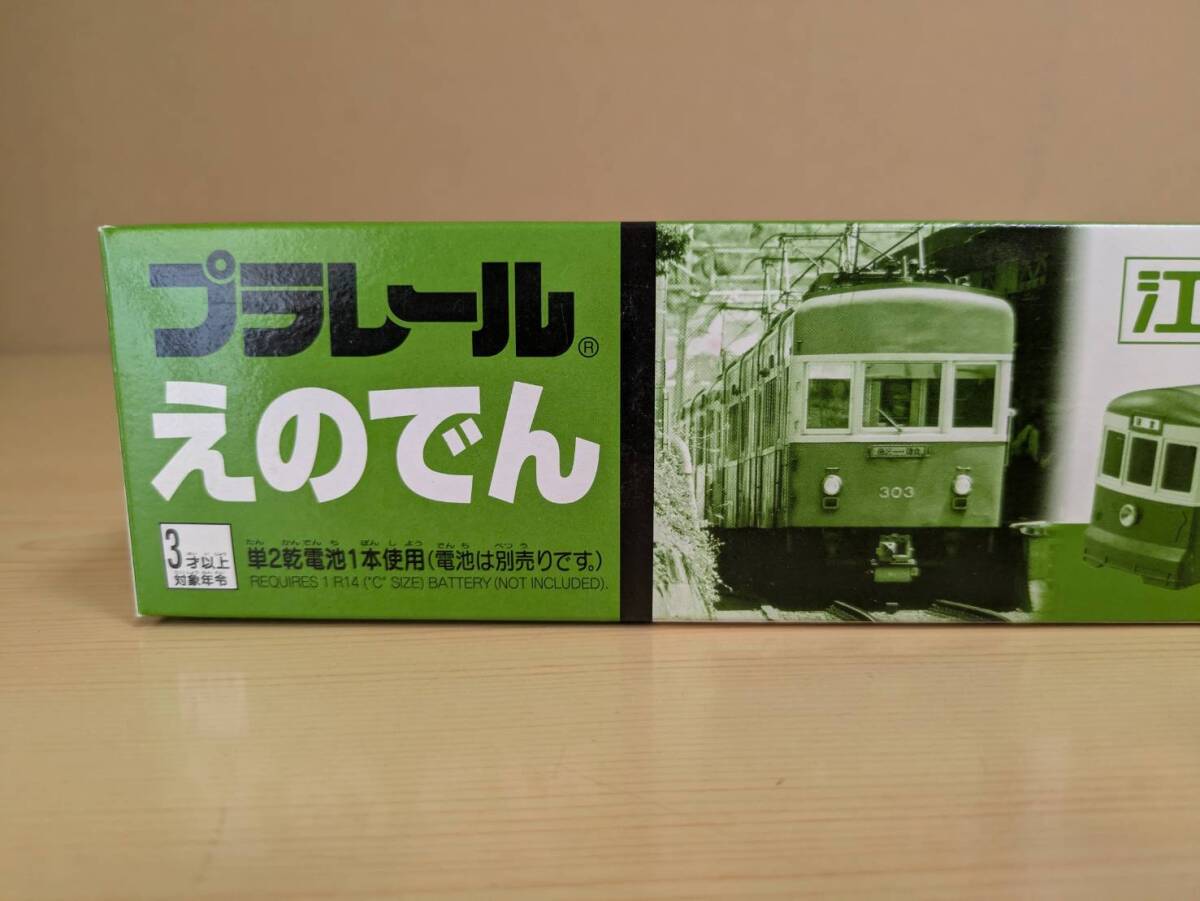 プラレール®
えのでん
3才以上
対象年令
単2乾電池1本使用(電池は別売りです。)
REQUIRES 1 R14 ("C" SIZE) BATTERY (NOT INCLUDED).
303
江